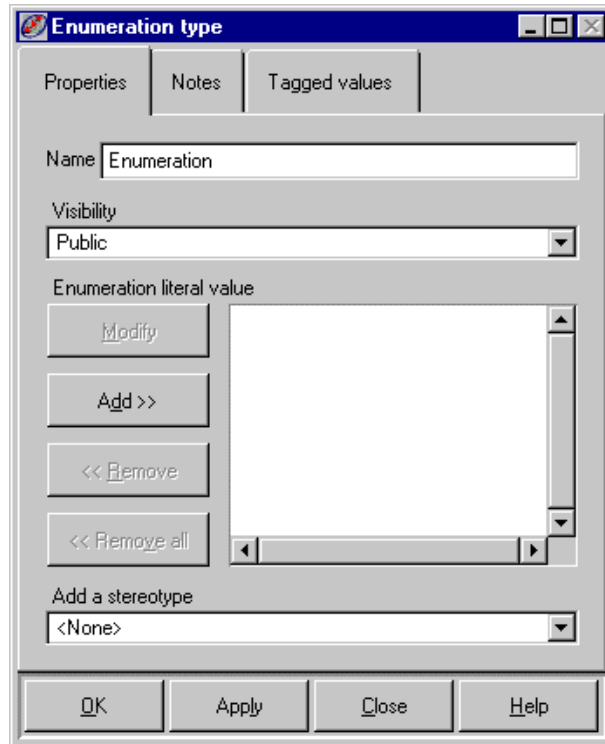 Enumeration type
Properties Notes Tagged values
Name Enumeration
Visibility
Public
Enumeration literal value
Modify
Add >>
<< Remove
<< Remove all
Add a stereotype
<None>
OK Apply Close Help